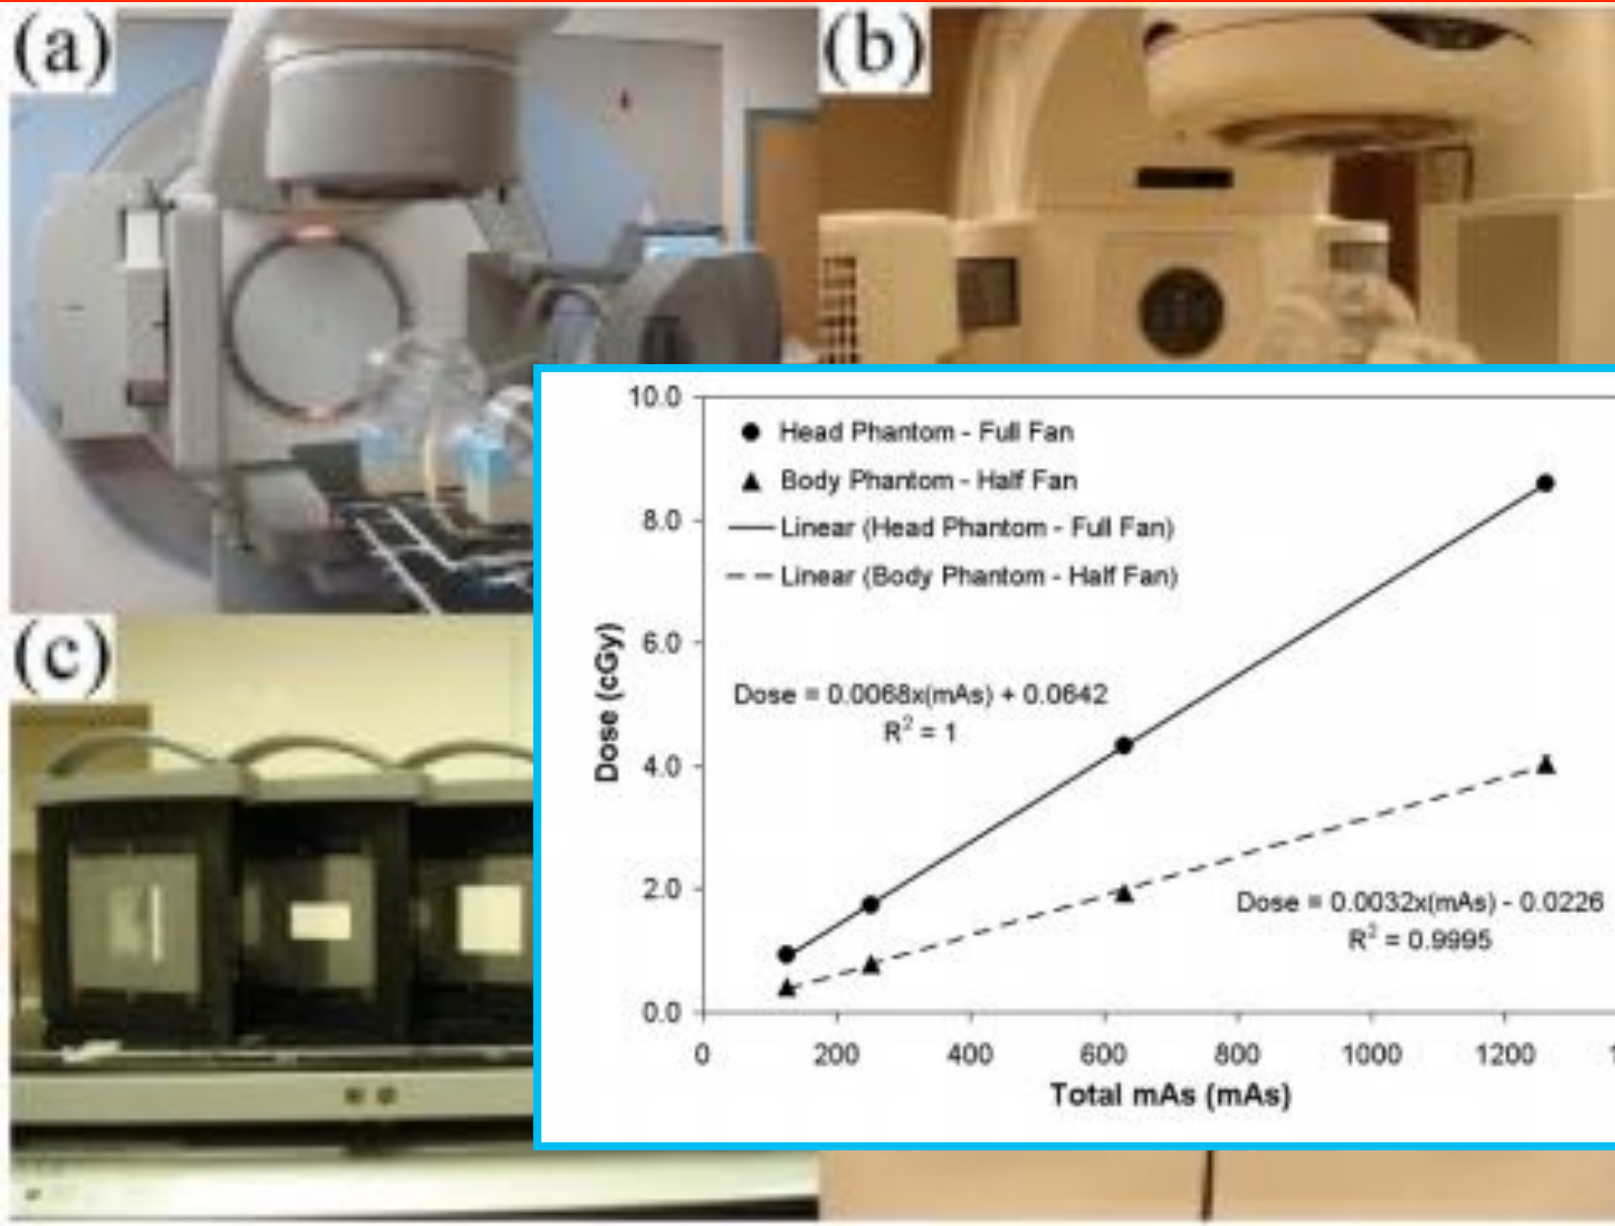 (a)
(b)
(c)
10.0
8.0
6.0
4.0
2.0
0.0
Dose (cGy)
Head Phantom - Full Fan
Body Phantom - Half Fan
Linear (Head Phantom - Full Fan)
Linear (Body Phantom - Half Fan)
Dose = 0.0068x(mAs) + 0.0642
R² = 1
Dose = 0.0032x(mAs) - 0.0226
R² = 0.9995
0 200 400 600 800 1000 1200 1
Total mAs (mAs)